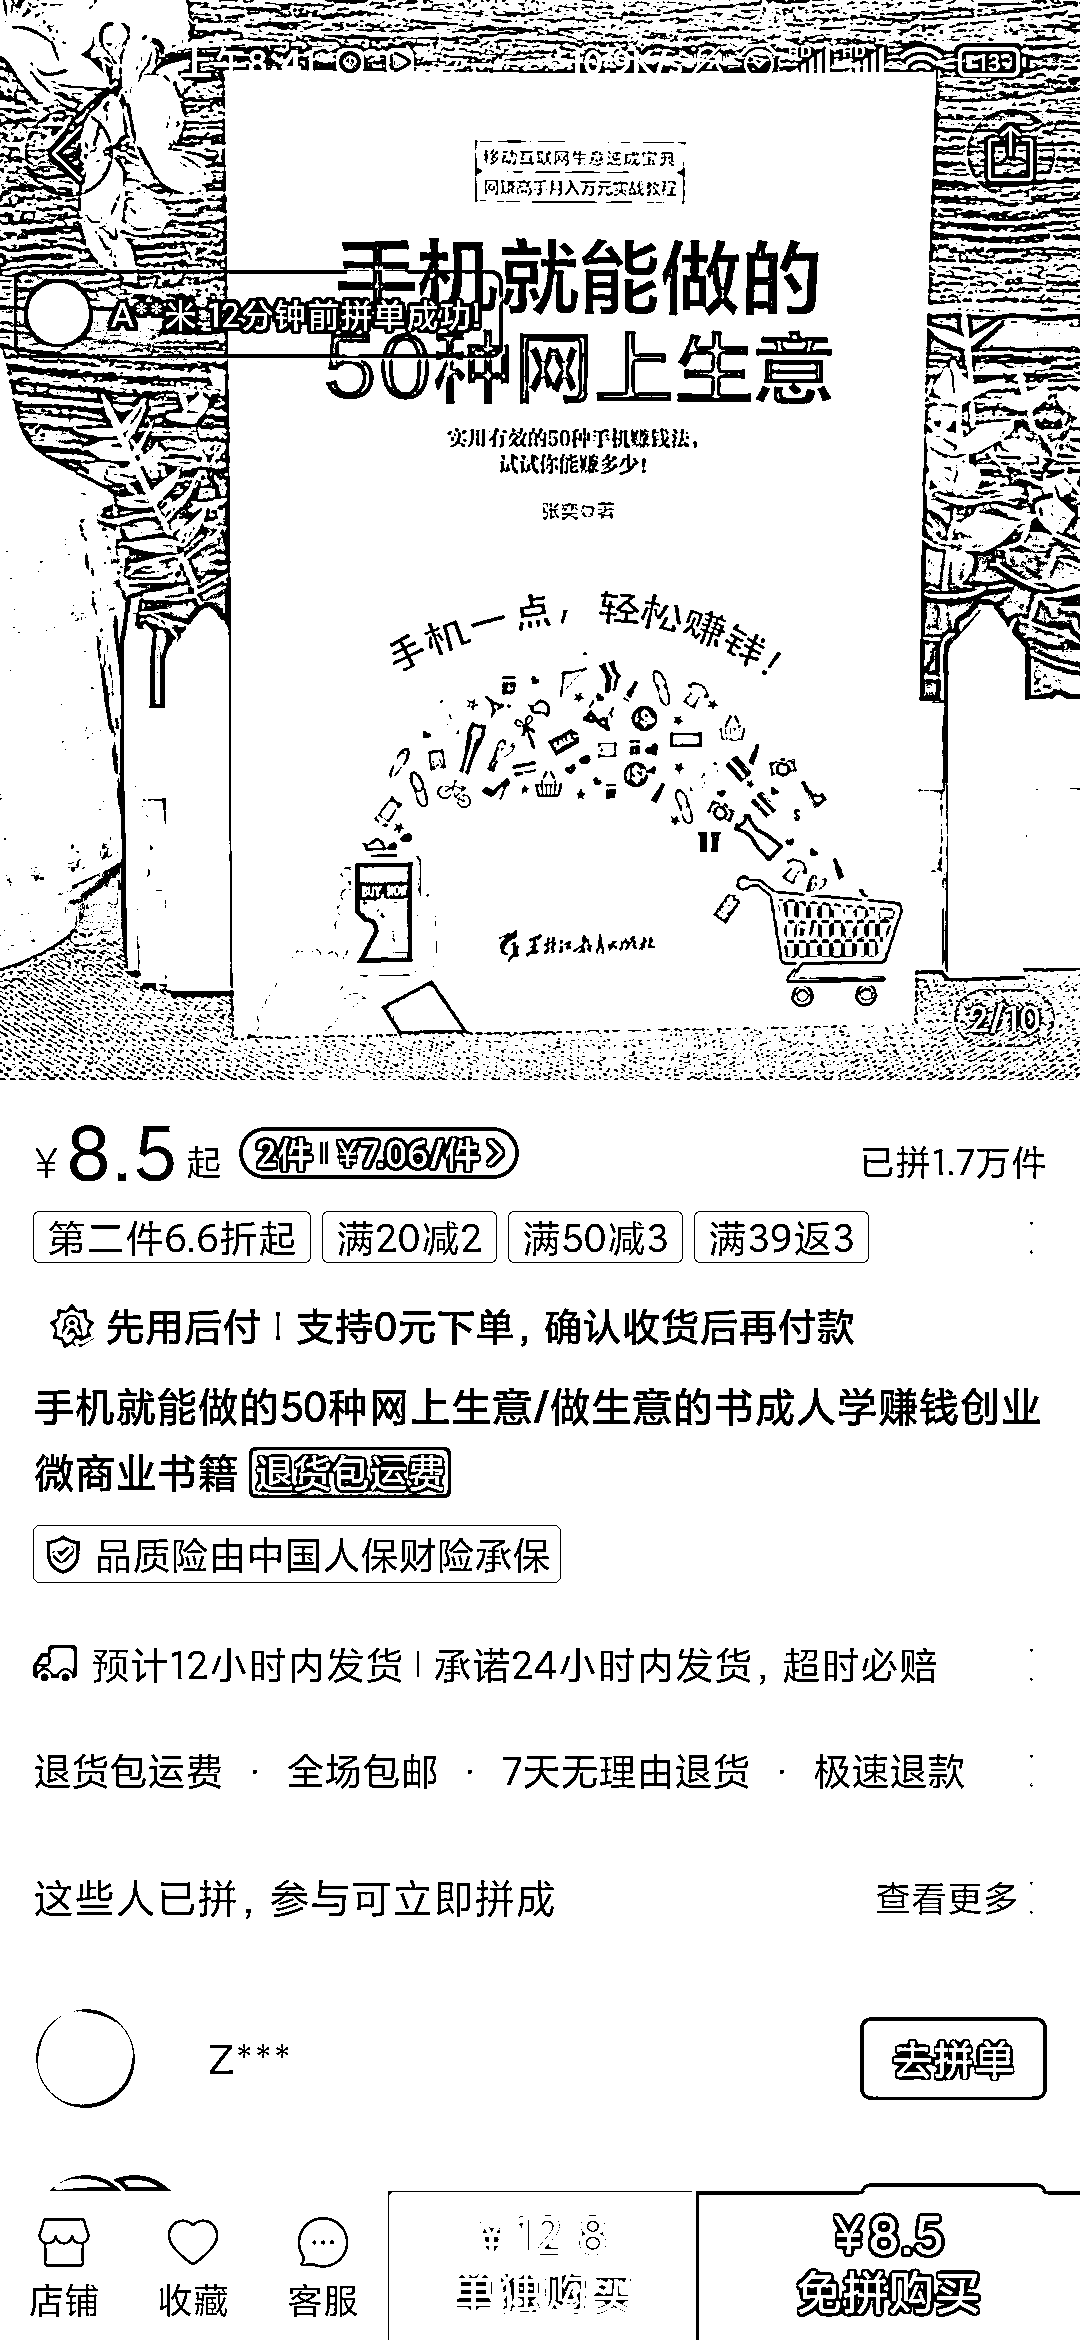 上午8:41
移动互联网生意速成宝典
网赚高手月入万元实战教程
手机就能做的
A**米 12分钟前拼单成功!
50种网上生意
实用有效的50种手机赚钱法，
试试你能赚多少!
张奕 著
手机一点，轻松赚钱!
BUY NOW
2/10
¥8.5起 2件 | ¥7.06/件
已拼1.7万件
第二件6.6折起 满20减2 满50减3 满39返3
先用后付 | 支持0元下单，确认收货后再付款
手机就能做的50种网上生意/做生意的书成人学赚钱创业
微商业书籍 退货包运费
品质险由中国人保财险承保
预计12小时内发货 | 承诺24小时内发货，超时必赔
退货包运费 · 全场包邮 · 7天无理由退货 · 极速退款
这些人已拼，参与可立即拼成 查看更多
Z*** 去拼单
店铺 收藏 客服
¥12.8
单独购买
¥8.5
免拼购买